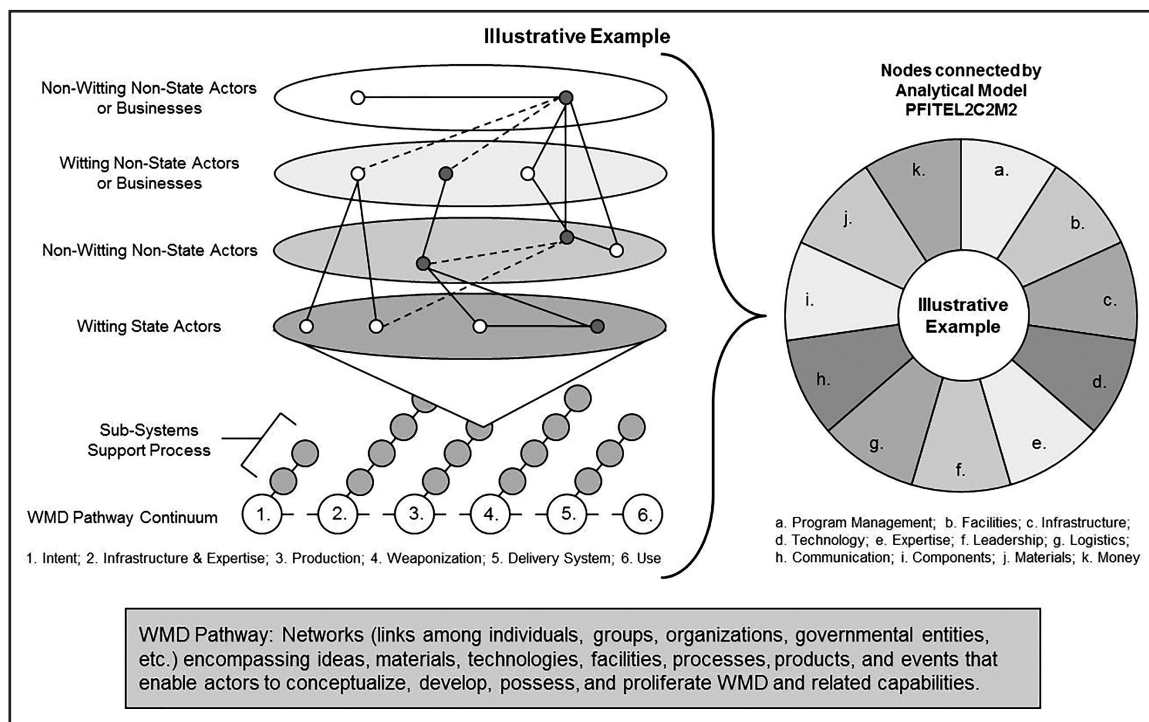 Illustrative Example
Non-Witting Non-State Actors
or Businesses
Witting Non-State Actors
or Businesses
Non-Witting Non-State Actors
Witting State Actors
Sub-Systems
Support Process
WMD Pathway Continuum
1.
2.
3.
4.
5.
6.
1. Intent; 2. Infrastructure & Expertise; 3. Production; 4. Weaponization; 5. Delivery System; 6. Use
Nodes connected by
Analytical Model
PFITEL2C2M2
a.
b.
c.
d.
e.
f.
g.
h.
i.
j.
k.
Illustrative
Example
a. Program Management; b. Facilities; c. Infrastructure;
d. Technology; e. Expertise; f. Leadership; g. Logistics;
h. Communication; i. Components; j. Materials; k. Money
WMD Pathway: Networks (links among individuals, groups, organizations, governmental entities,
etc.) encompassing ideas, materials, technologies, facilities, processes, products, and events that
enable actors to conceptualize, develop, possess, and proliferate WMD and related capabilities.